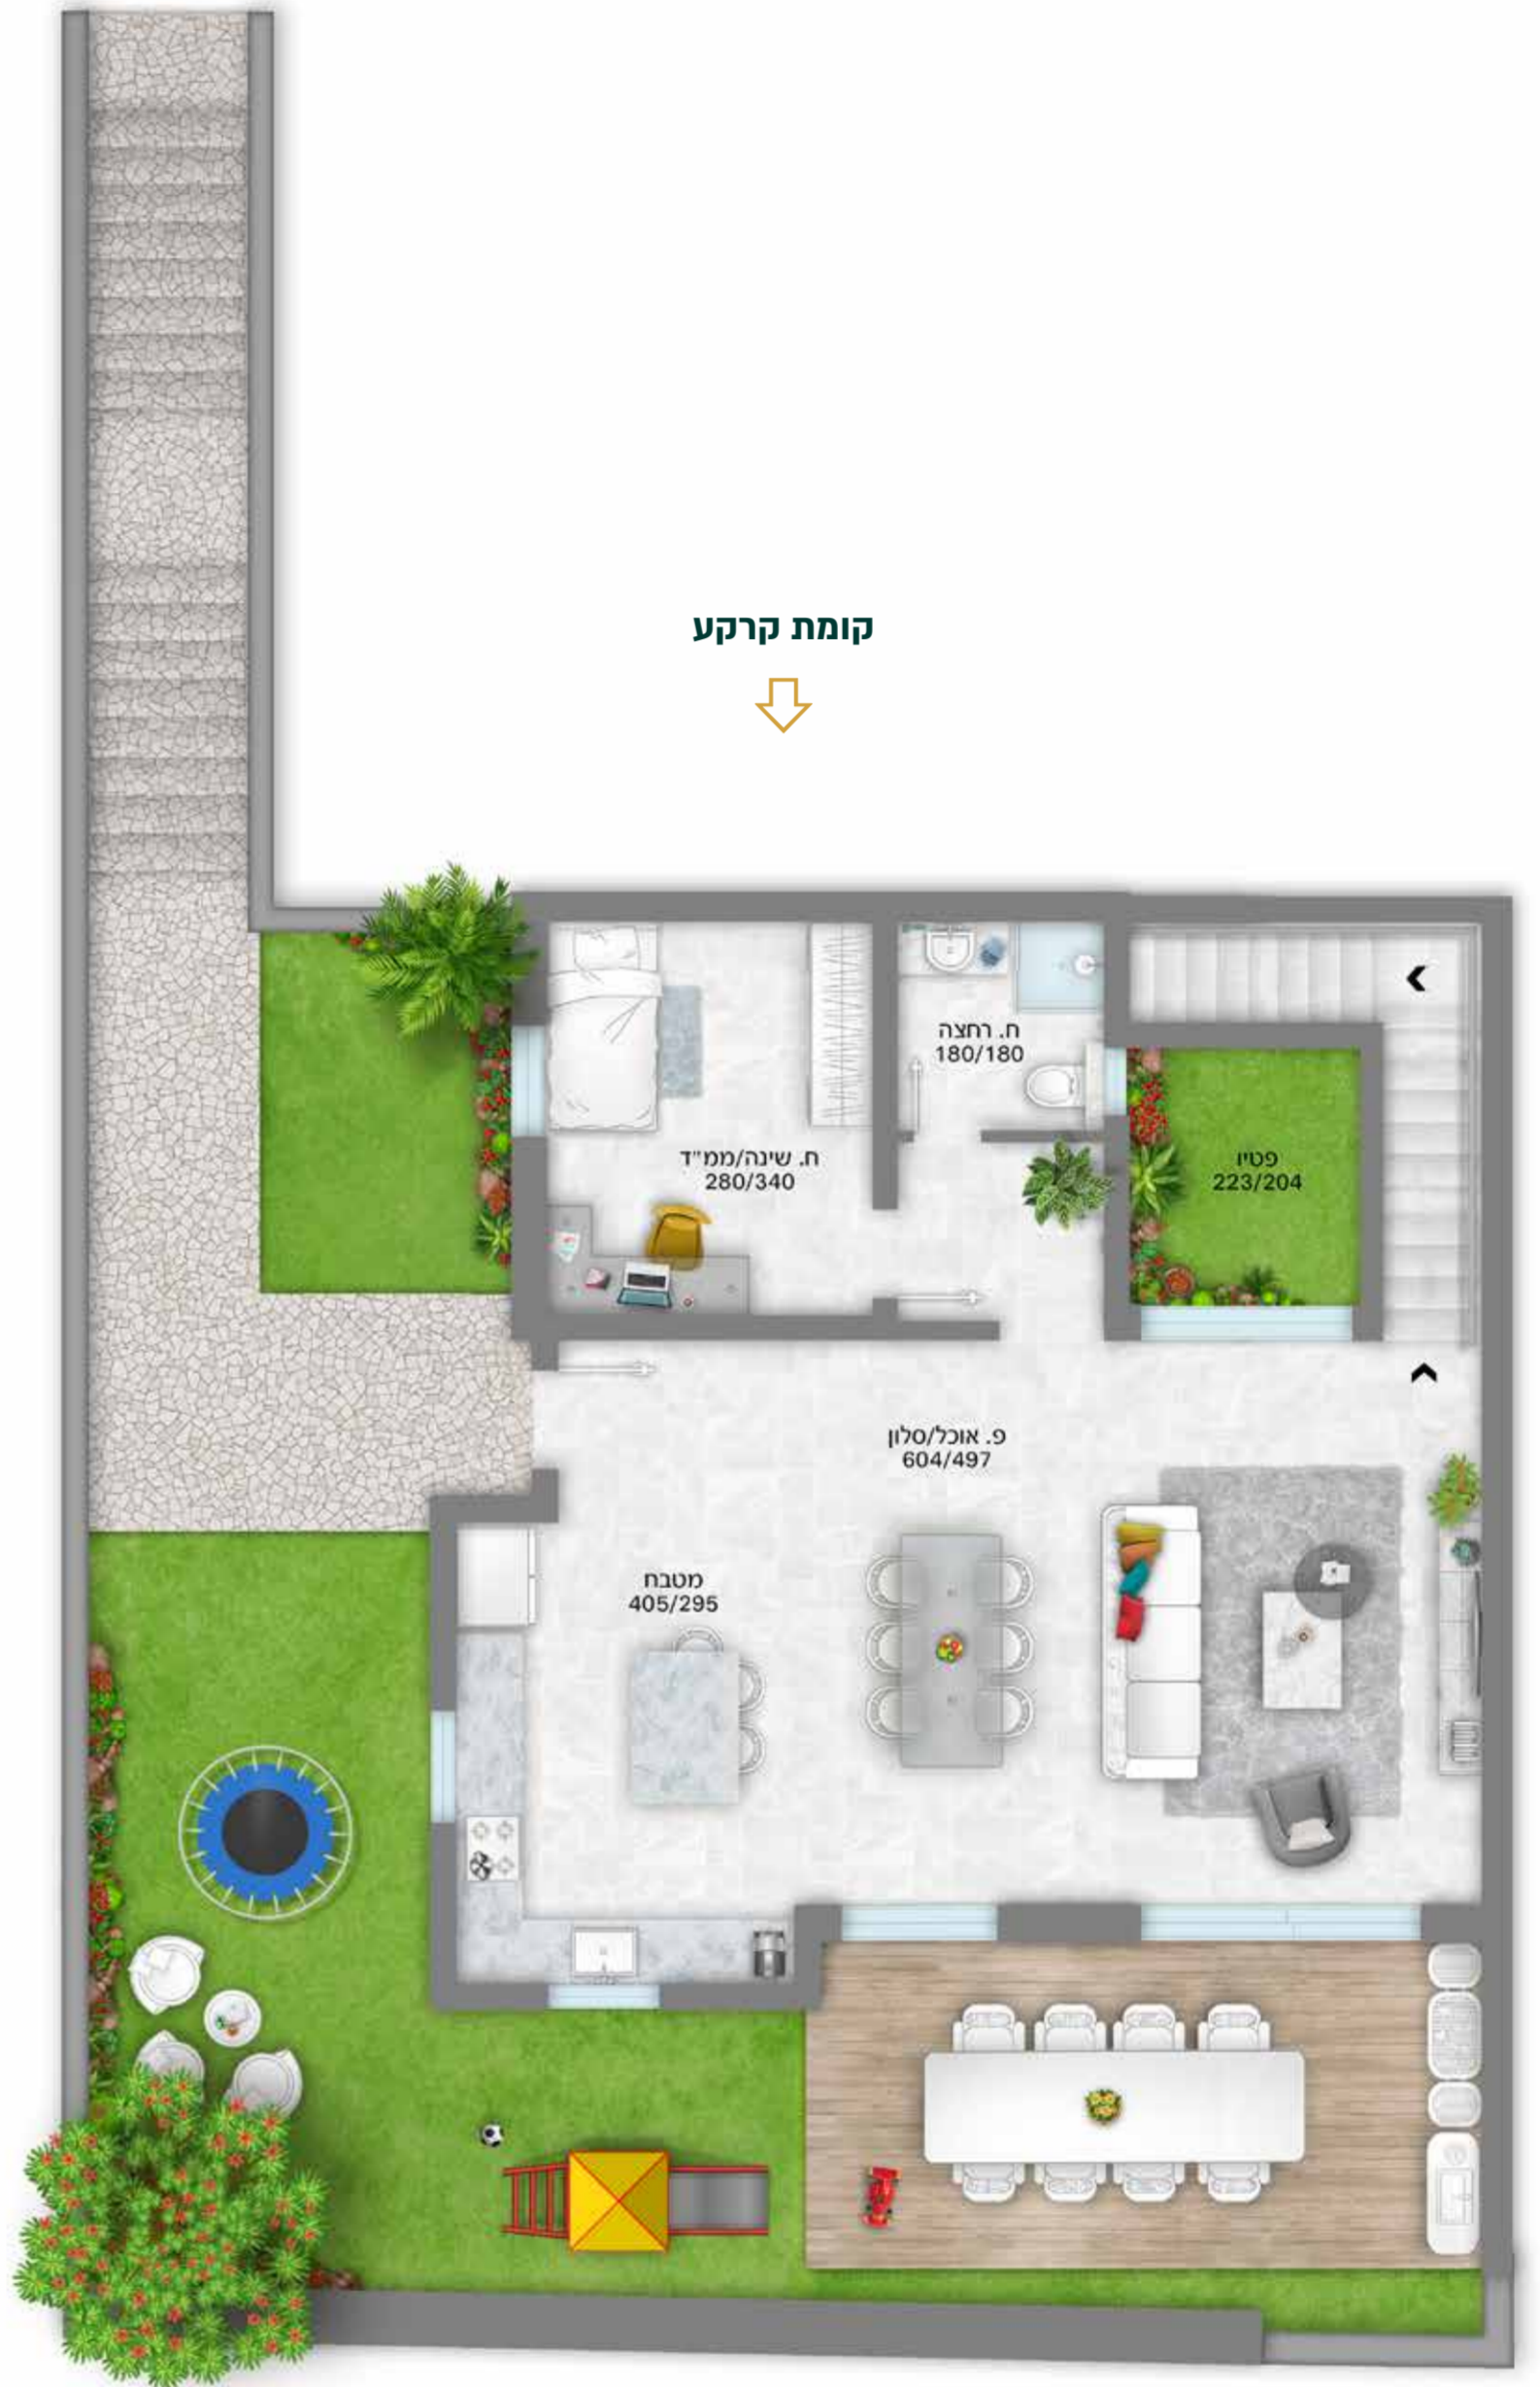 קומת קרקע
ח. רחצה
180/180
ח. שינה/ממ"ד
280/340
פטיו
223/204
פ. אוכל/סלון
604/497
מטבח
405/295